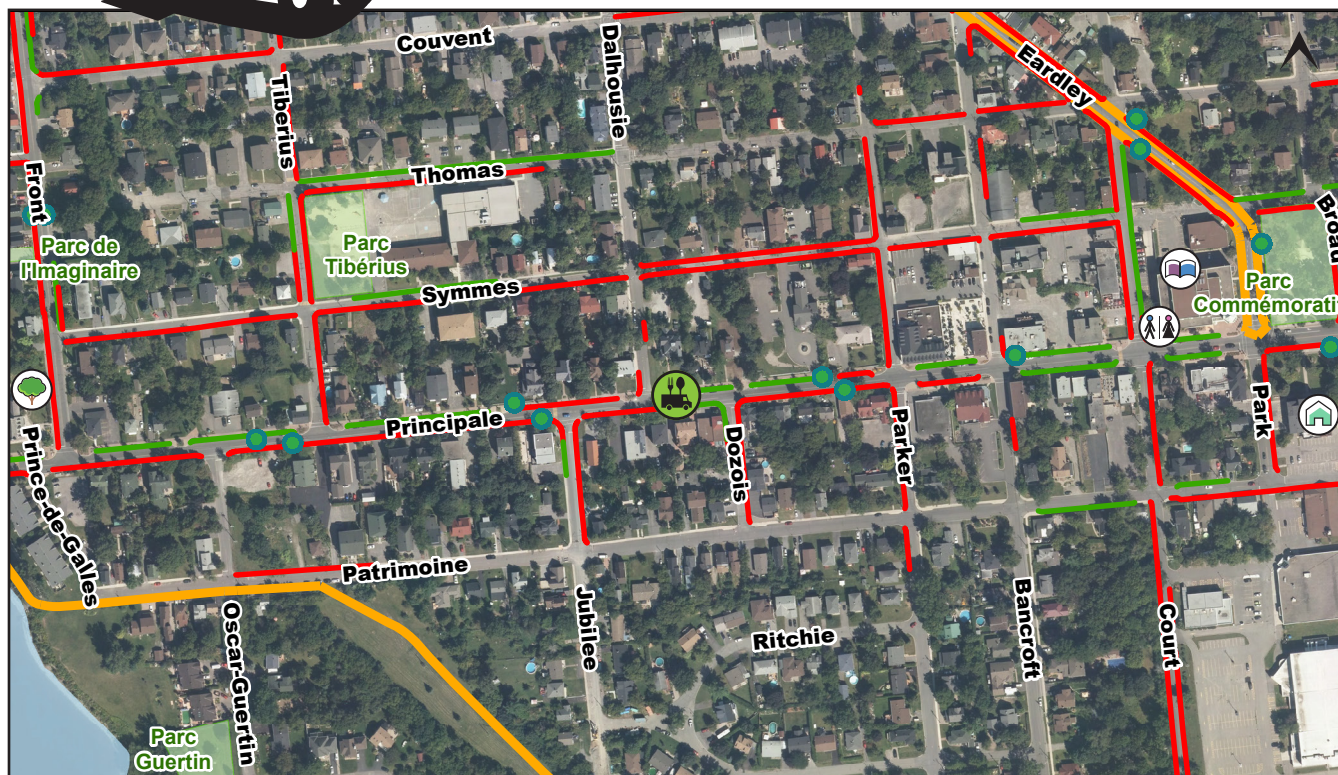 Couvent
Dalhousie
Eardley
Tiberius
Thomas
Front
Broad
Parc de
l'Imaginaire
Parc
Tibérius
Symmes
Parc
Commémorati
Principale
Park
Parker
Dozois
Prince-de-Galles
Patrimoine
Jubilee
Ritchie
Bancroft
Court
Oscar-Guertin
Parc
Guertin